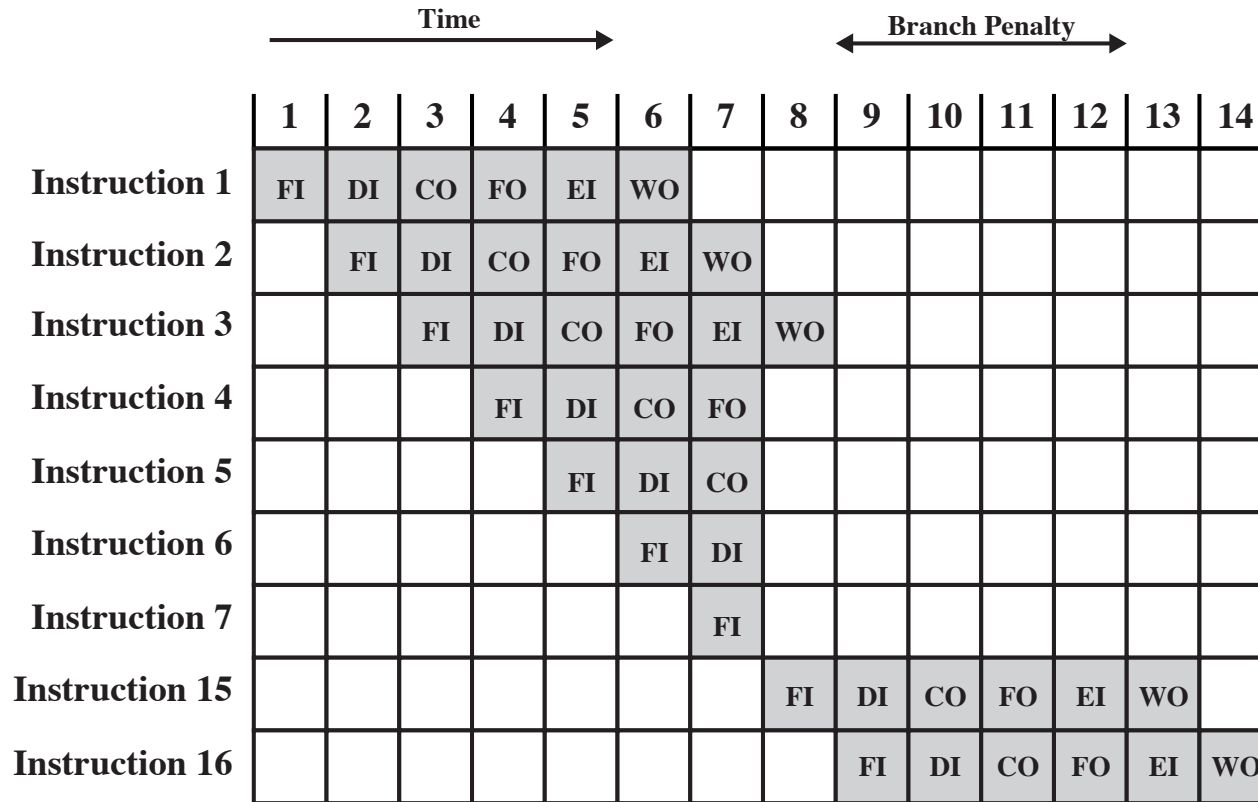 Time Branch Penalty
1 2 3 4 5 6 7 8 9 10 11 12 13 14
Instruction 1 FI DI CO FO EI WO
Instruction 2 FI DI CO FO EI WO
Instruction 3 FI DI CO FO EI WO
Instruction 4 FI DI CO FO
Instruction 5 FI DI CO
Instruction 6 FI DI
Instruction 7 FI
Instruction 15 FI DI CO FO EI WO
Instruction 16 FI DI CO FO EI WO